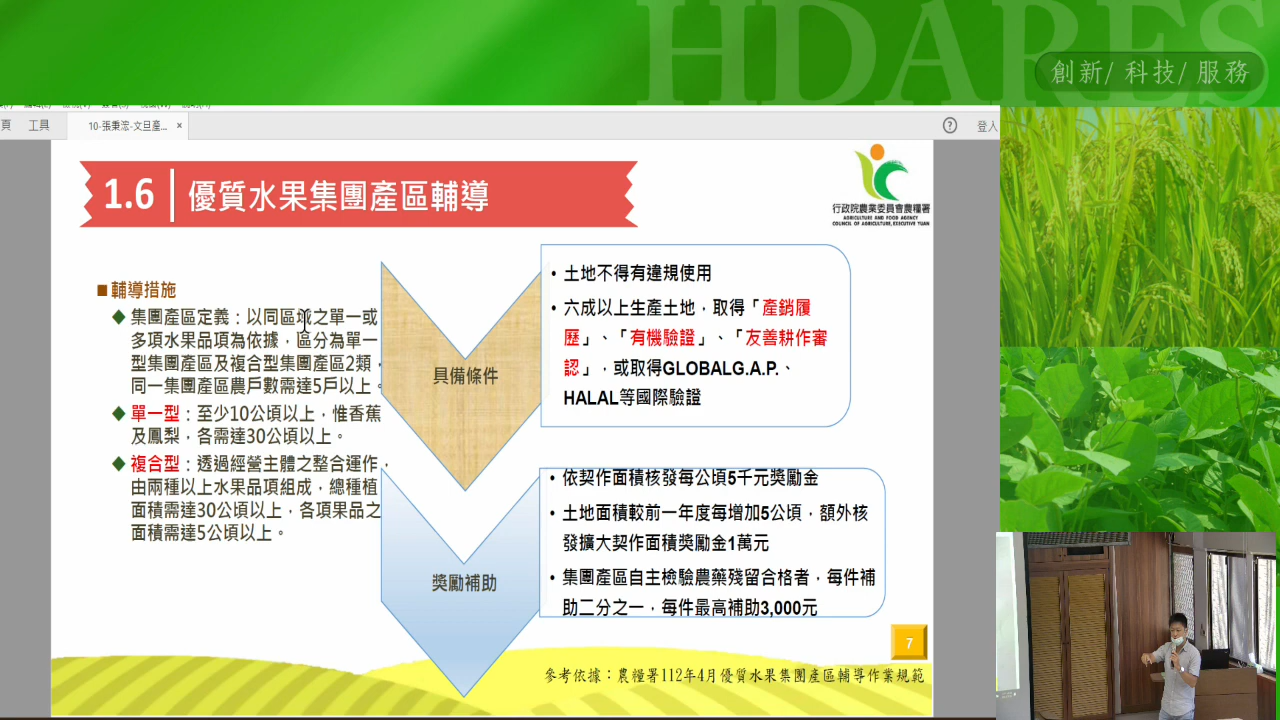 HDARES
創新/ 科技/ 服務
頁 工具 10-張秉浤-文旦產... × ? 登入
1.6 優質水果集團產區輔導
行政院農業委員會農糧署
AGRICULTURE AND FOOD AGENCY
COUNCIL OF AGRICULTURE, EXECUTIVE YUAN
輔導措施
集團產區定義：以同區域之單一或
多項水果品項為依據，區分為單一
型集團產區及複合型集團產區2類，
同一集團產區農戶數需達5戶以上。
單一型：至少10公頃以上，惟香蕉
及鳳梨，各需達30公頃以上。
複合型：透過經營主體之整合運作，
由兩種以上水果品項組成，總種植
面積需達30公頃以上，各項果品之
面積需達5公頃以上。
具備條件
• 土地不得有違規使用
• 六成以上生產土地，取得「產銷履
歷」、「有機驗證」、「友善耕作審
認」，或取得GLOBALG.A.P.、
HALAL等國際驗證
獎勵補助
• 依契作面積核發每公頃5千元獎勵金
• 土地面積較前一年度每增加5公頃，額外核
發擴大契作面積獎勵金1萬元
• 集團產區自主檢驗農藥殘留合格者，每件補
助二分之一，每件最高補助3,000元
7
參考依據：農糧署112年4月優質水果集團產區輔導作業規範